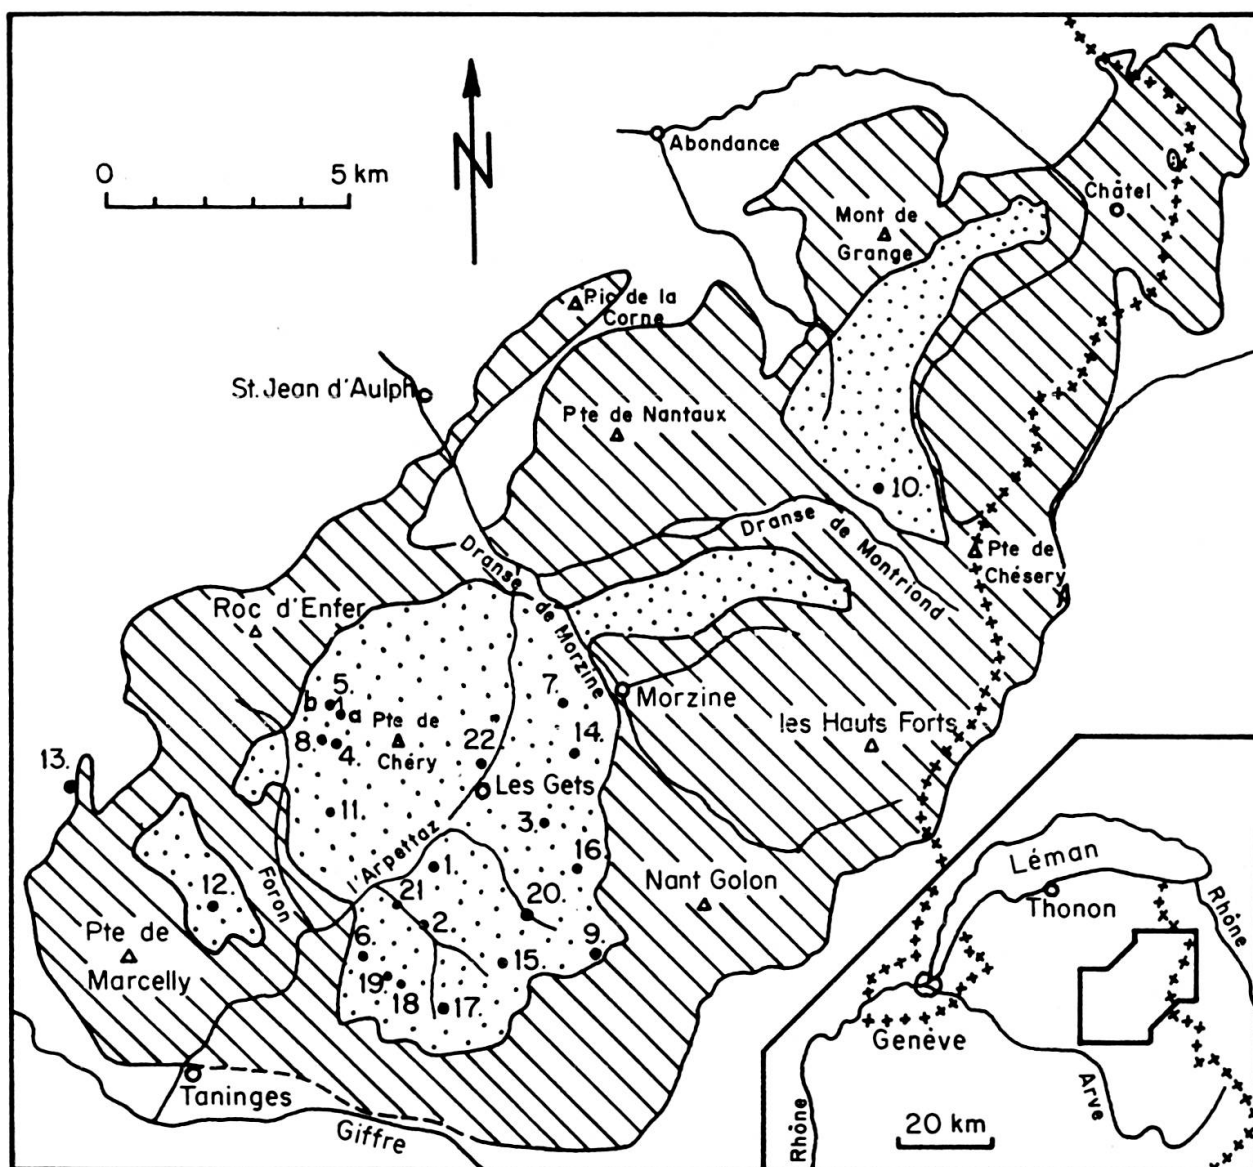 Abondance
N
0 5 km
Châtel
Mont de
Grange
Pic de la
Corne
St. Jean d'Aulph
Pte de Nantaux
10.
Dranse de Montriond
Pte de
Chésery
Dranse de Morzine
Roc d'Enfer
5.
b
a
7.
Morzine
Pte de
Chéry
8.
4.
22
14.
les Hauts Forts
13.
Les Gets
11.
3.
l'Arpettaz
16.
1.
Foron
12.
21
2.
20.
Nant Golon
Pte de
Marcelly
6.
9.
15.
19.
18
17.
Taninges
Giffre
Léman
Thonon
Rhône
Genève
Arve
Rhône
20 km